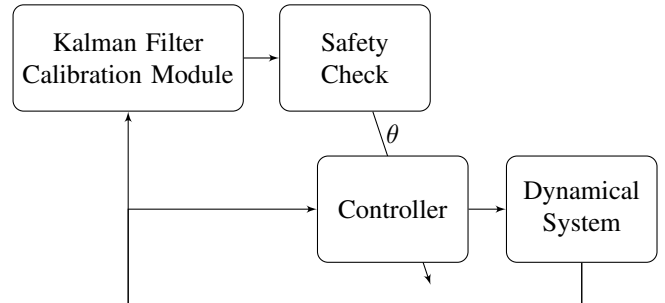 Kalman Filter
Calibration Module
Safety
Check
θ
Controller
Dynamical
System